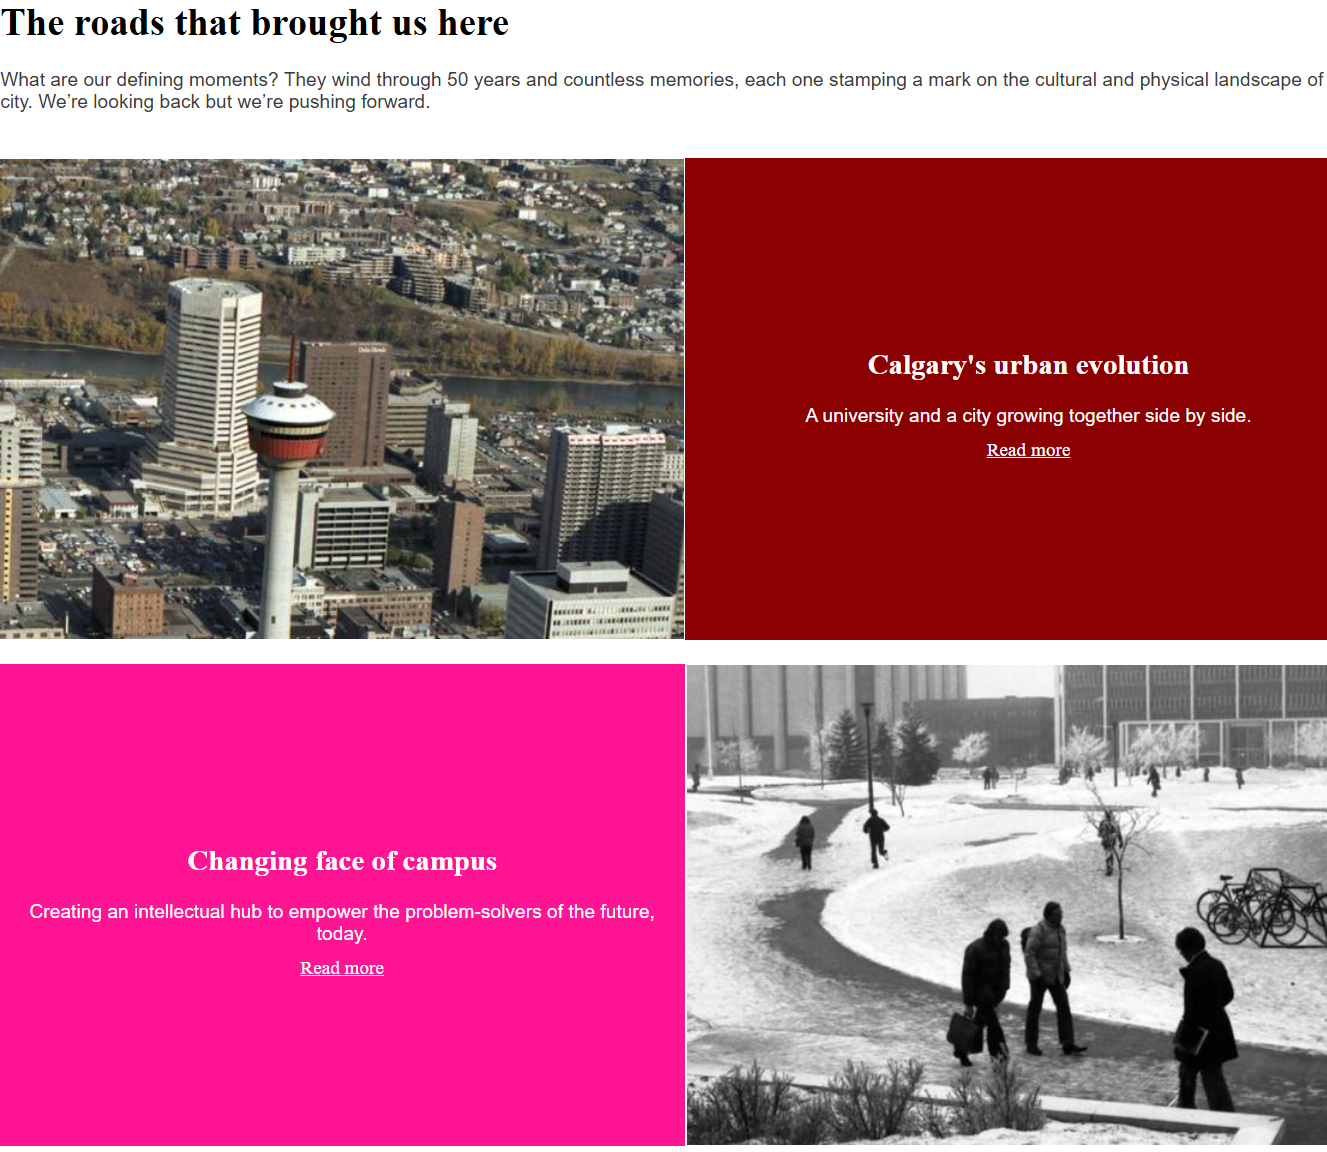 The roads that brought us here
What are our defining moments? They wind through 50 years and countless memories, each one stamping a mark on the cultural and physical landscape of
city. We’re looking back but we’re pushing forward.
Calgary's urban evolution
A university and a city growing together side by side.
Read more
Changing face of campus
Creating an intellectual hub to empower the problem-solvers of the future,
today.
Read more